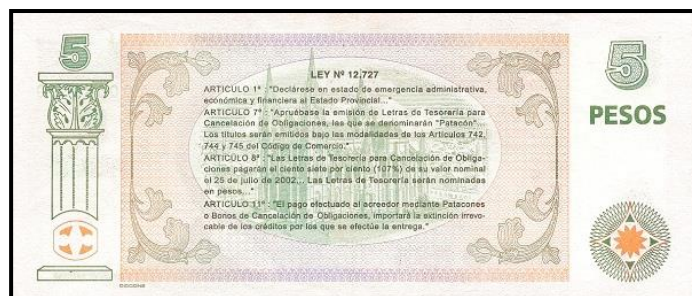 5
5
PESOS
LEY Nº 12.727
ARTICULO 1º : "Declárese en estado de emergencia administrativa,
económica y financiera al Estado Provincial..."
ARTICULO 7º : "Apruébase la emisión de Letras de Tesorería para
Cancelación de Obligaciones, las que se denominarán "Patacón"...
Los títulos serán emitidos bajo las modalidades de los Artículos 742,
744 y 745 del Código de Comercio."
ARTICULO 8º : "Las Letras de Tesorería para Cancelación de Obliga-
ciones pagarán el ciento siete por ciento (107%) de su valor nominal
el 25 de julio de 2002... Las Letras de Tesorería serán nominadas
en pesos..."
ARTICULO 11º : "El pago efectuado al acreedor mediante Patacones
o Bonos de Cancelación de Obligaciones, importará la extinción irrevo-
cable de los créditos por los que se efectúe la entrega."